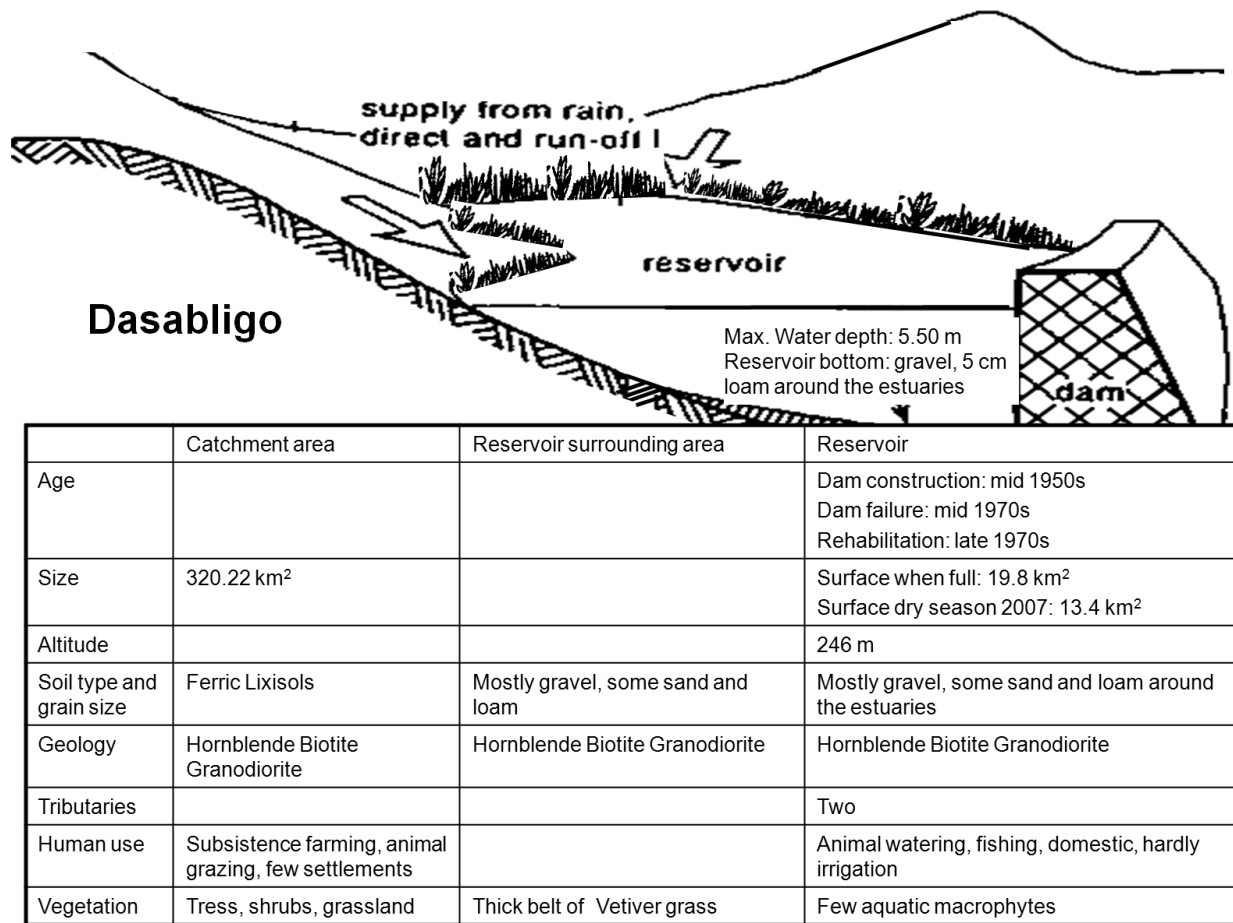 supply from rain,
direct and run-off
reservoir
Dasabligo
Max. Water depth: 5.50 m
Reservoir bottom: gravel, 5 cm
loam around the estuaries
dam
Catchment area
Reservoir surrounding area
Reservoir
Age
Dam construction: mid 1950s
Dam failure: mid 1970s
Rehabilitation: late 1970s
Size
320.22 km²
Surface when full: 19.8 km²
Surface dry season 2007: 13.4 km²
Altitude
246 m
Soil type and
grain size
Ferric Lixisols
Mostly gravel, some sand and
loam
Mostly gravel, some sand and loam around
the estuaries
Geology
Hornblende Biotite
Granodiorite
Hornblende Biotite Granodiorite
Hornblende Biotite Granodiorite
Tributaries
Two
Human use
Subsistence farming, animal
grazing, few settlements
Animal watering, fishing, domestic, hardly
irrigation
Vegetation
Tress, shrubs, grassland
Thick belt of Vetiver grass
Few aquatic macrophytes